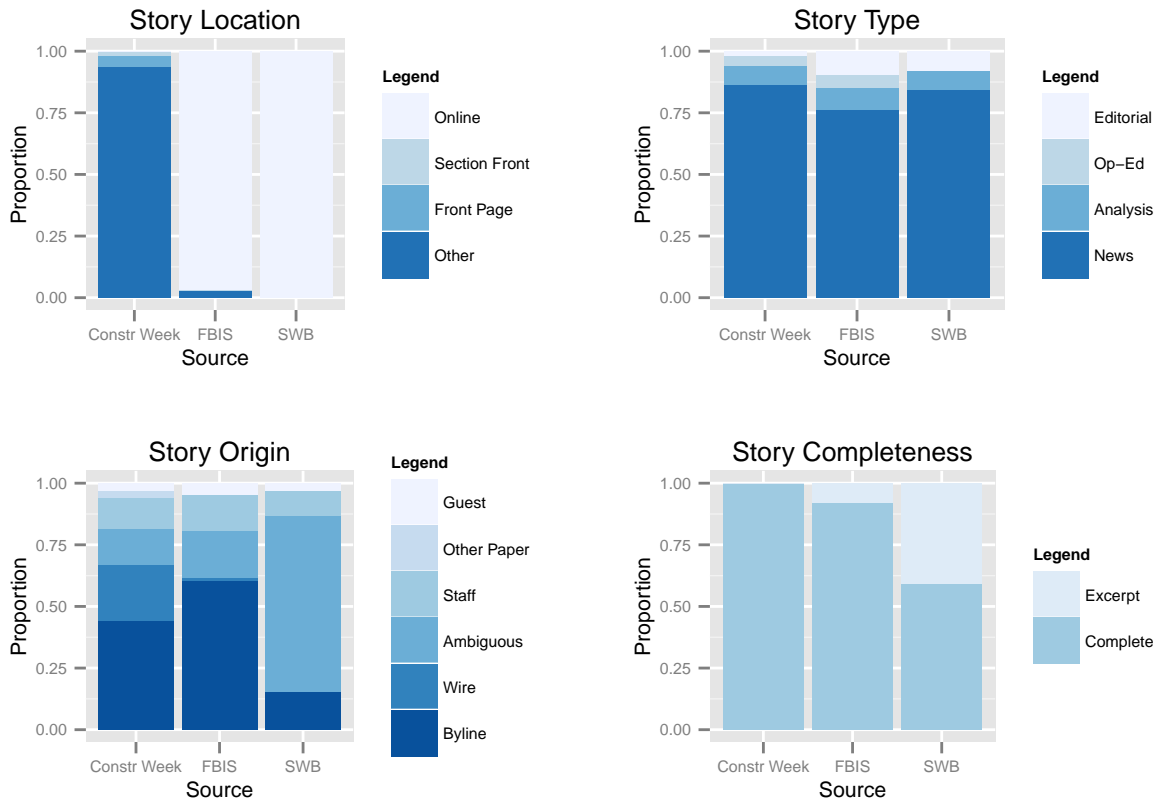 Story Location
1.00
0.75
0.50
0.25
0.00
Proportion
Constr Week FBIS SWB
Source
Legend
Online
Section Front
Front Page
Other
Story Type
1.00
0.75
0.50
0.25
0.00
Proportion
Constr Week FBIS SWB
Source
Legend
Editorial
Op−Ed
Analysis
News
Story Origin
1.00
0.75
0.50
0.25
0.00
Proportion
Constr Week FBIS SWB
Source
Legend
Guest
Other Paper
Staff
Ambiguous
Wire
Byline
Story Completeness
1.00
0.75
0.50
0.25
0.00
Proportion
Constr Week FBIS SWB
Source
Legend
Excerpt
Complete